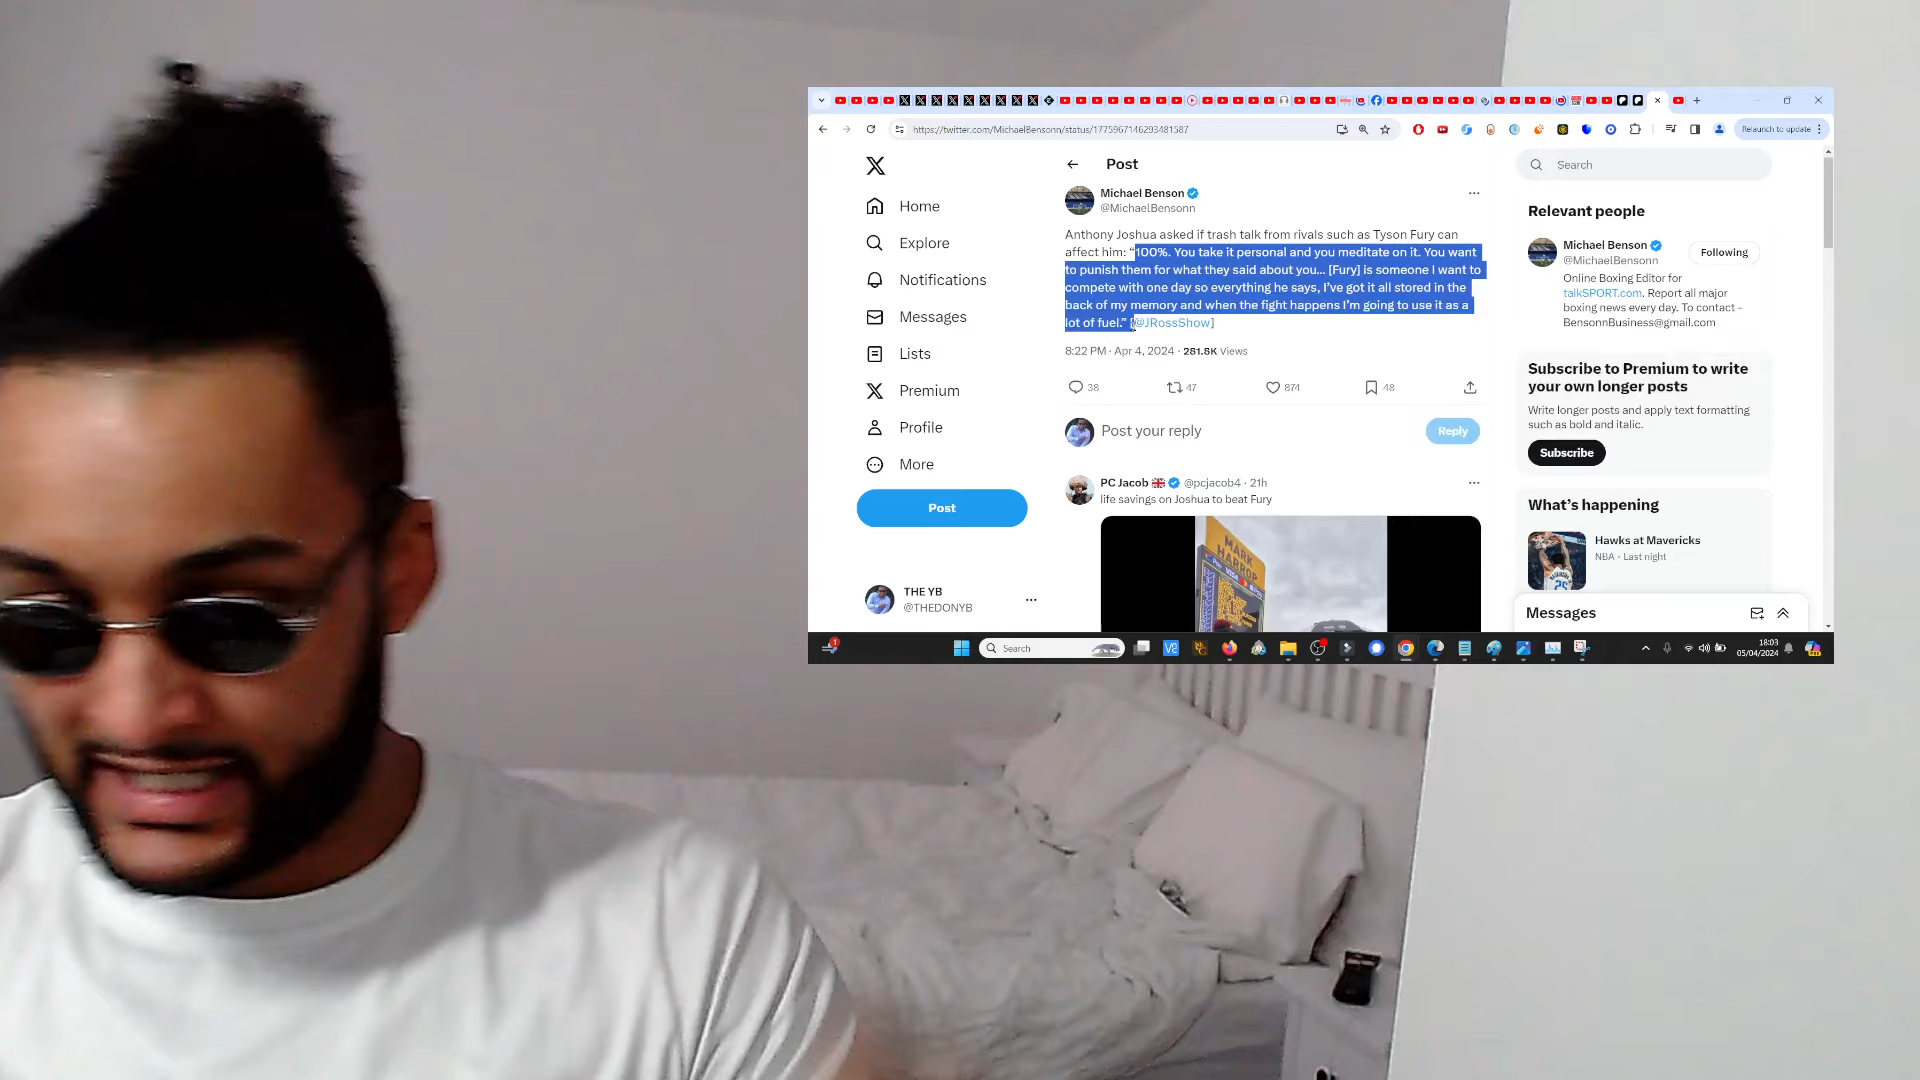 https://twitter.com/MichaelBensonn/status/1775967146293481587
Relaunch to update
Home
Explore
Notifications
Messages
Lists
Premium
Profile
More
Post
THE YB
@THEDONYB
Post
Michael Benson
@MichaelBensonn
Anthony Joshua asked if trash talk from rivals such as Tyson Fury can
affect him: “100%. You take it personal and you meditate on it. You want
to punish them for what they said about you... [Fury] is someone I want to
compete with one day so everything he says, I’ve got it all stored in the
back of my memory and when the fight happens I’m going to use it as a
lot of fuel.” [@JRossShow]
8:22 PM · Apr 4, 2024 · 281.8K Views
38
47
874
48
Post your reply
Reply
PC Jacob @pcjacob4 · 21h
life savings on Joshua to beat Fury
MARK
HARROP
VISA
Search
Relevant people
Michael Benson
@MichaelBensonn
Following
Online Boxing Editor for
talkSPORT.com. Report all major
boxing news every day. To contact -
BensonnBusiness@gmail.com
Subscribe to Premium to write
your own longer posts
Write longer posts and apply text formatting
such as bold and italic.
Subscribe
What’s happening
Hawks at Mavericks
NBA · Last night
Messages
1
Search
18:03
05/04/2024